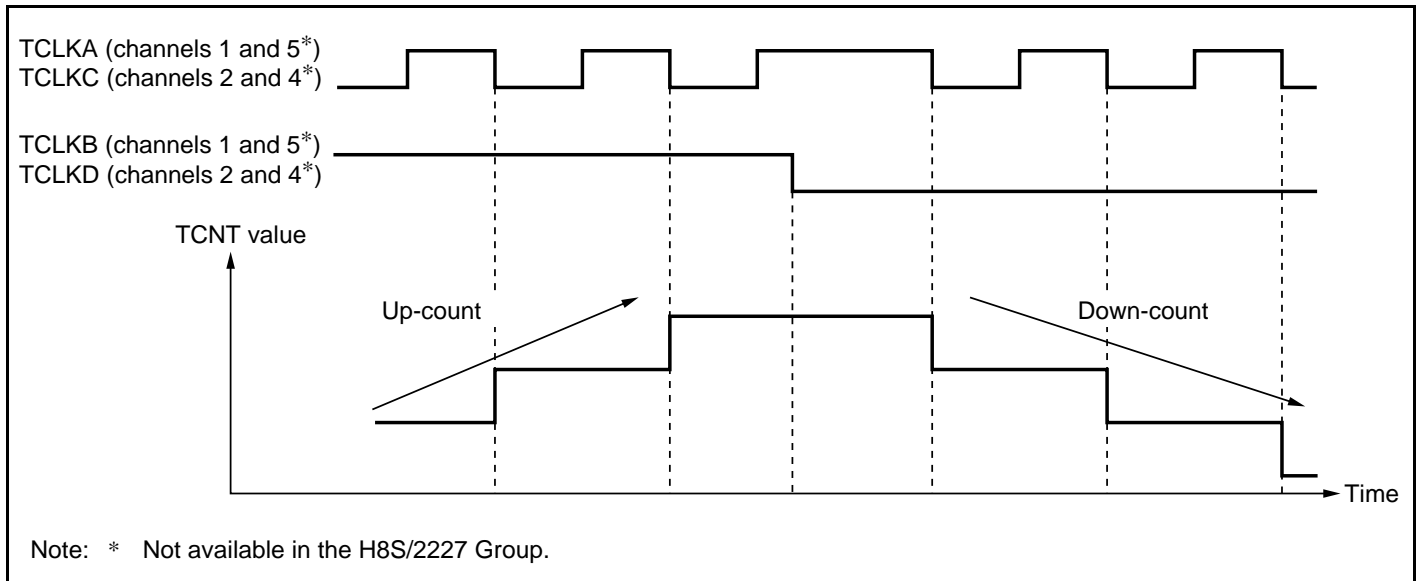 TCLKA (channels 1 and 5*)
TCLKC (channels 2 and 4*)
TCLKB (channels 1 and 5*)
TCLKD (channels 2 and 4*)
TCNT value
Up-count
Down-count
Time
Note: * Not available in the H8S/2227 Group.